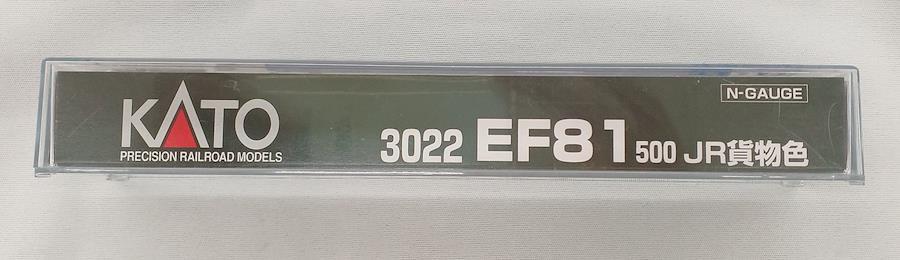 N-GAUGE
KATO
PRECISION RAILROAD MODELS
3022 EF81 500 JR貨物色